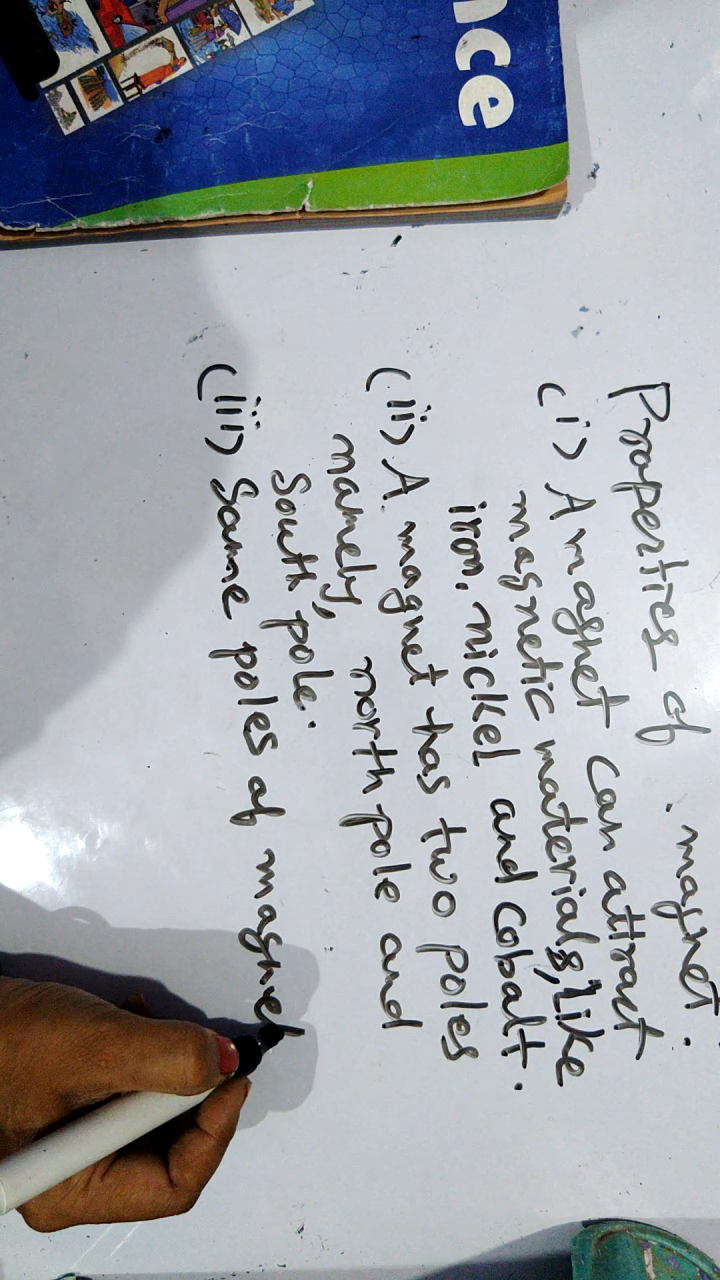 nce
Properties of magnet.
(i) A magnet can attract
magnetic materials, like
iron, nickel and cobalt.
(ii) A magnet has two poles
namely, north pole and
South pole.
(iii) Same poles of magnet